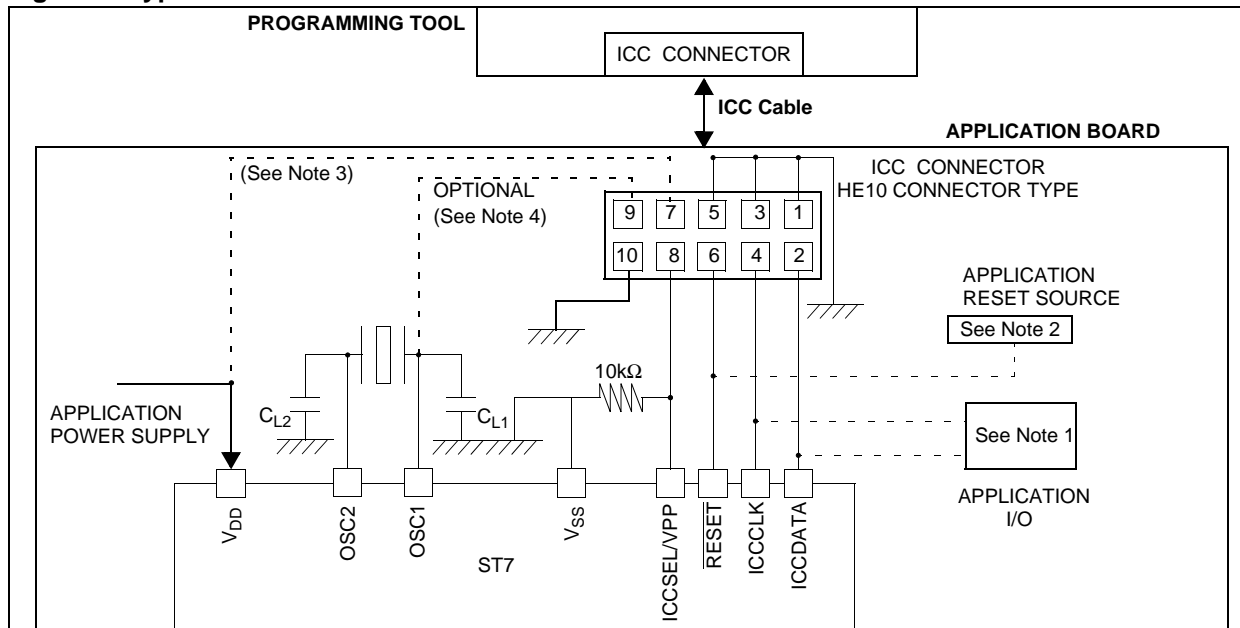 PROGRAMMING TOOL
ICC CONNECTOR
ICC Cable
APPLICATION BOARD
(See Note 3)
OPTIONAL
(See Note 4)
ICC CONNECTOR
HE10 CONNECTOR TYPE
9 7 5 3 1
10 8 6 4 2
APPLICATION
RESET SOURCE
See Note 2
10kΩ
APPLICATION
POWER SUPPLY
CL2
CL1
See Note 1
APPLICATION
I/O
VDD
OSC2
OSC1
VSS
ICCSEL/VPP
RESET
ICCCLK
ICCDATA
ST7